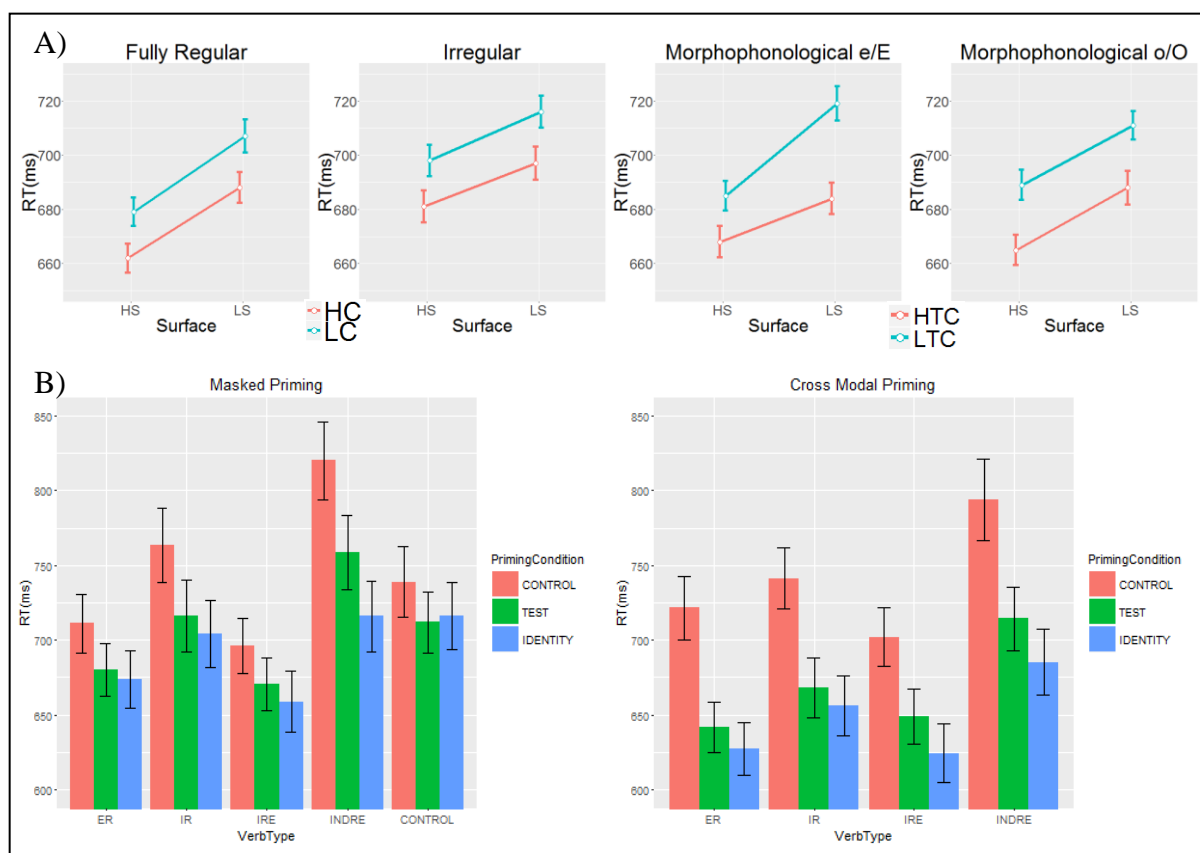 A)
Fully Regular
RT(ms)
720
700
680
660
HS
LS
Surface
Irregular
RT(ms)
720
700
680
660
HS
LS
Surface
HC
LC
Morphophonological e/E
RT(ms)
720
700
680
660
HS
LS
Surface
Morphophonological o/O
RT(ms)
720
700
680
660
HS
LS
Surface
HTC
LTC
B)
Masked Priming
RT(ms)
850
800
750
700
650
600
ER
IR
IRE
INDRE
CONTROL
VerbType
PrimingCondition
CONTROL
TEST
IDENTITY
Cross Modal Priming
RT(ms)
850
800
750
700
650
600
ER
IR
IRE
INDRE
VerbType
PrimingCondition
CONTROL
TEST
IDENTITY